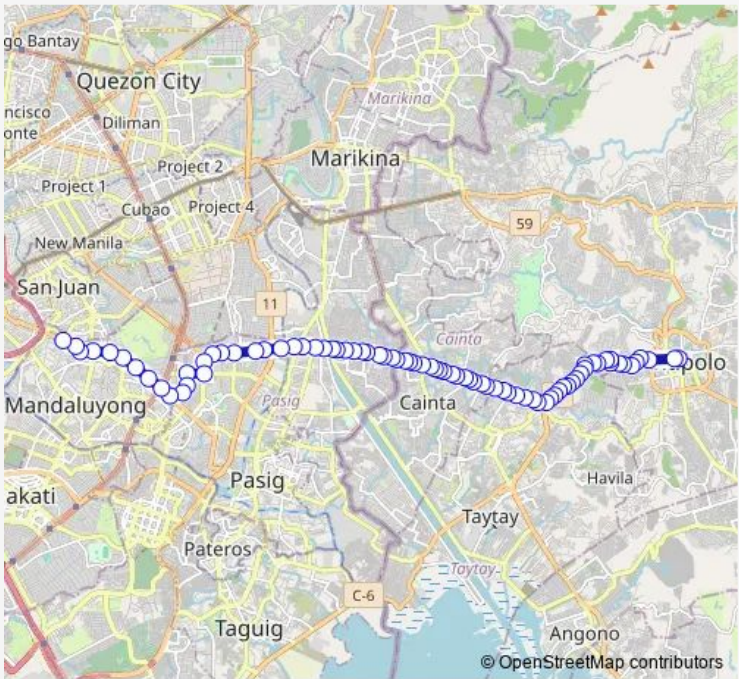 go Bantay
Quezon City
ncisco
onte
Diliman
Marikina
Marikina
Project 2
Project 1
Cubao
Project 4
59
New Manila
San Juan
11
Cainta
polo
Mandaluyong
Pasig
Cainta
akati
Pasig
Havila
Taytay
Pateros
Taytay
C-6
Taguig
Angono
© OpenStreetMap contributors